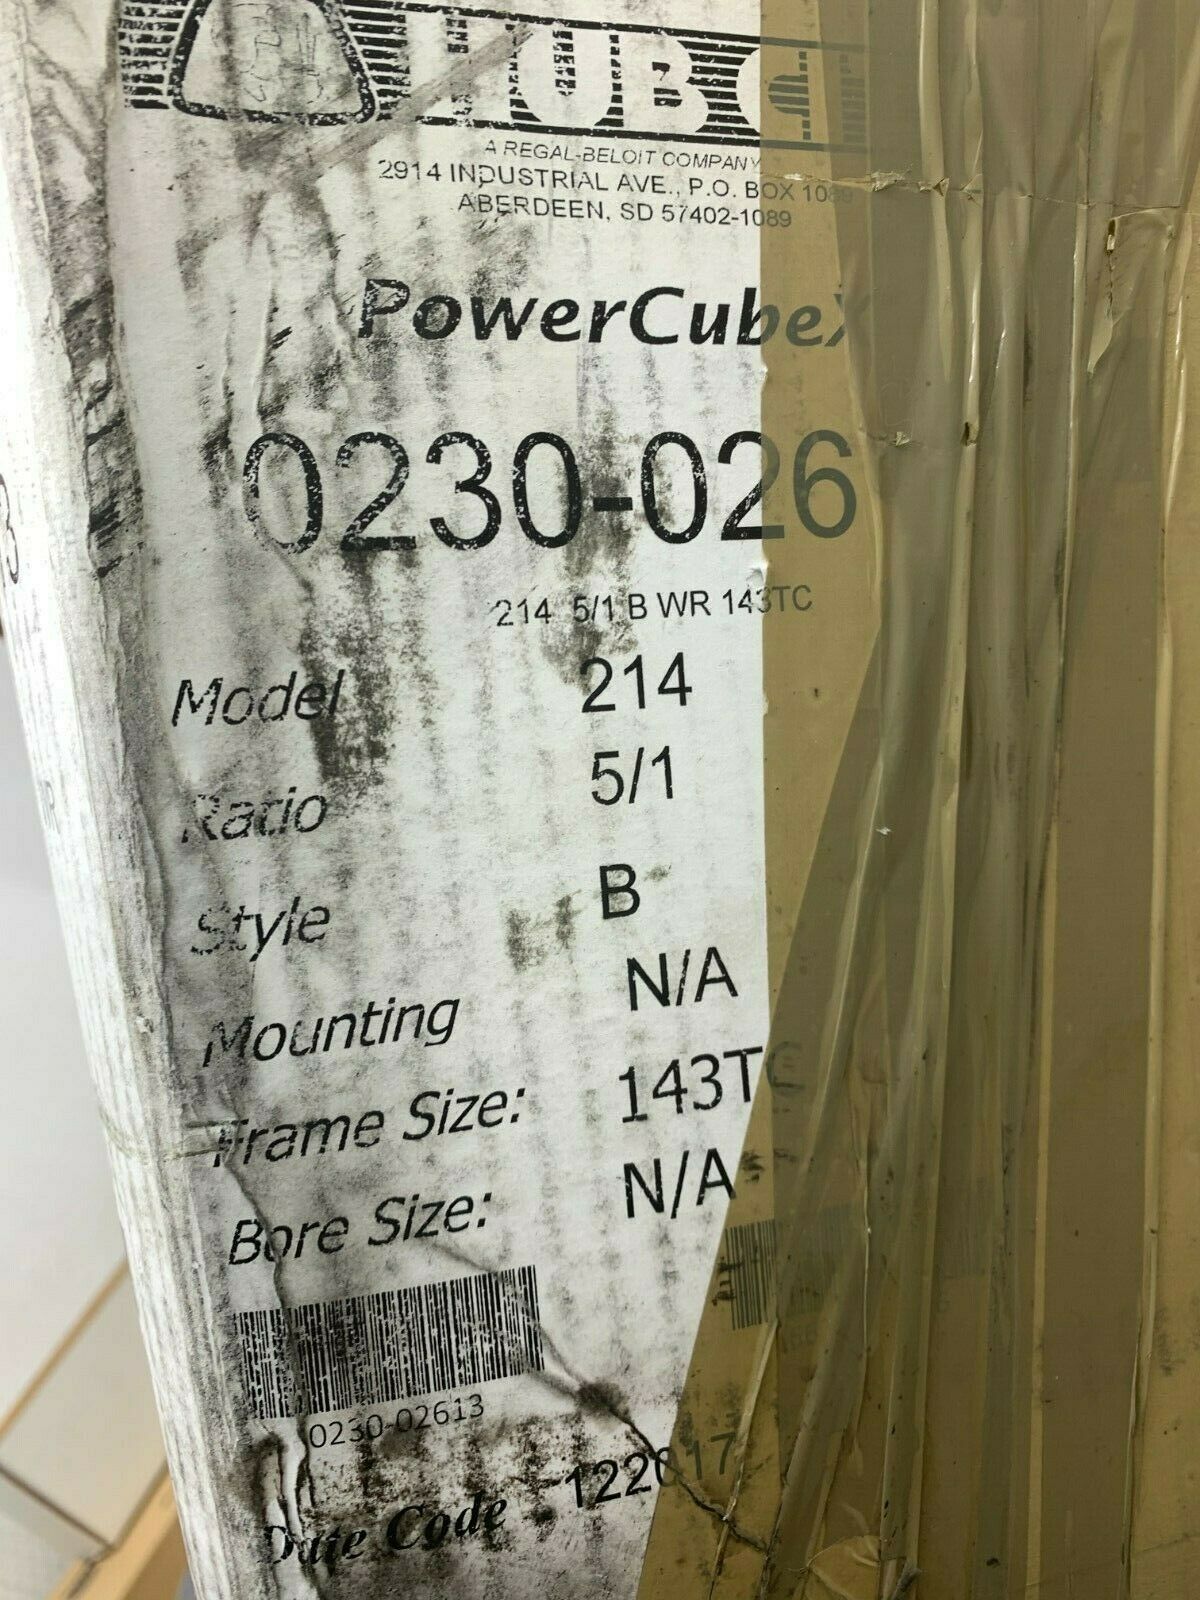 A REGAL-BELOIT COMPANY
2914 INDUSTRIAL AVE., P.O. BOX 1089
ABERDEEN, SD 57402-1089
PowerCubeX
0230-026
214 5/1 B WR 143TC
Model 214
Ratio 5/1
Style B
Mounting N/A
Frame Size: 143TC
Bore Size: N/A
0230-02613
Date Code 122017